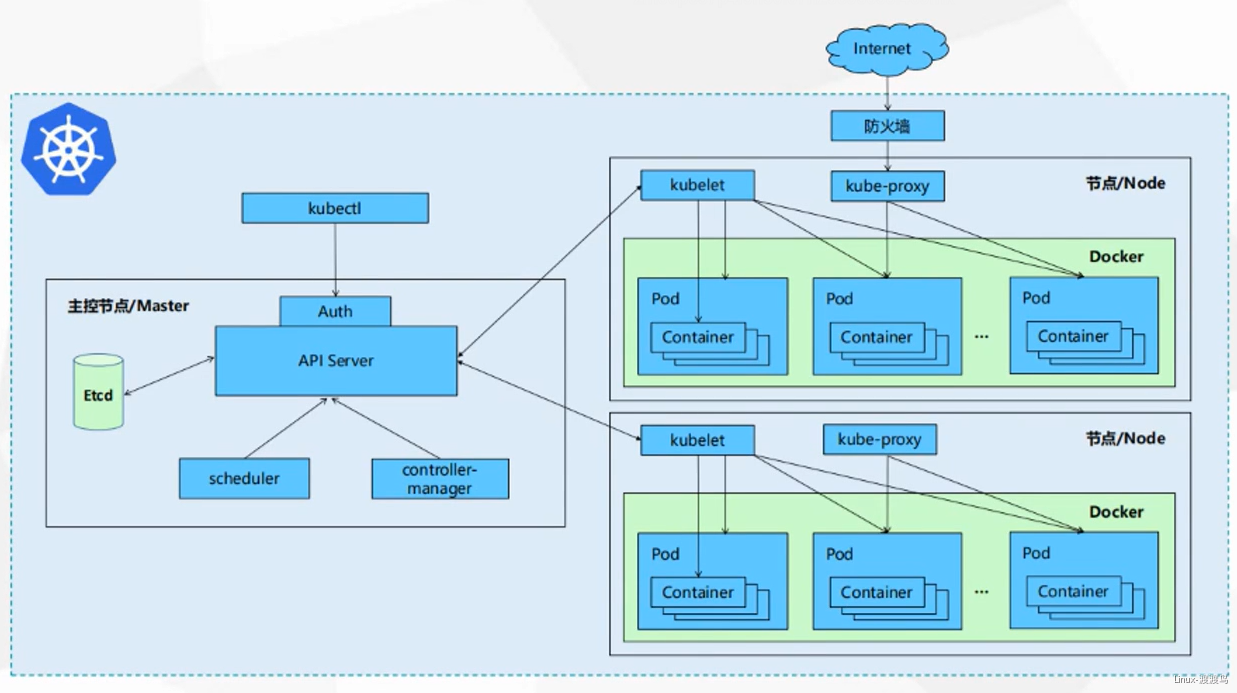 Internet
防火墙
kubelet
kube-proxy
节点/Node
kubectl
Docker
主控节点/Master
Auth
Pod
Pod
Pod
API Server
Container
Container
...
Container
Etcd
kubelet
kube-proxy
节点/Node
scheduler
controller-
manager
Docker
Pod
Pod
Pod
Container
Container
...
Container